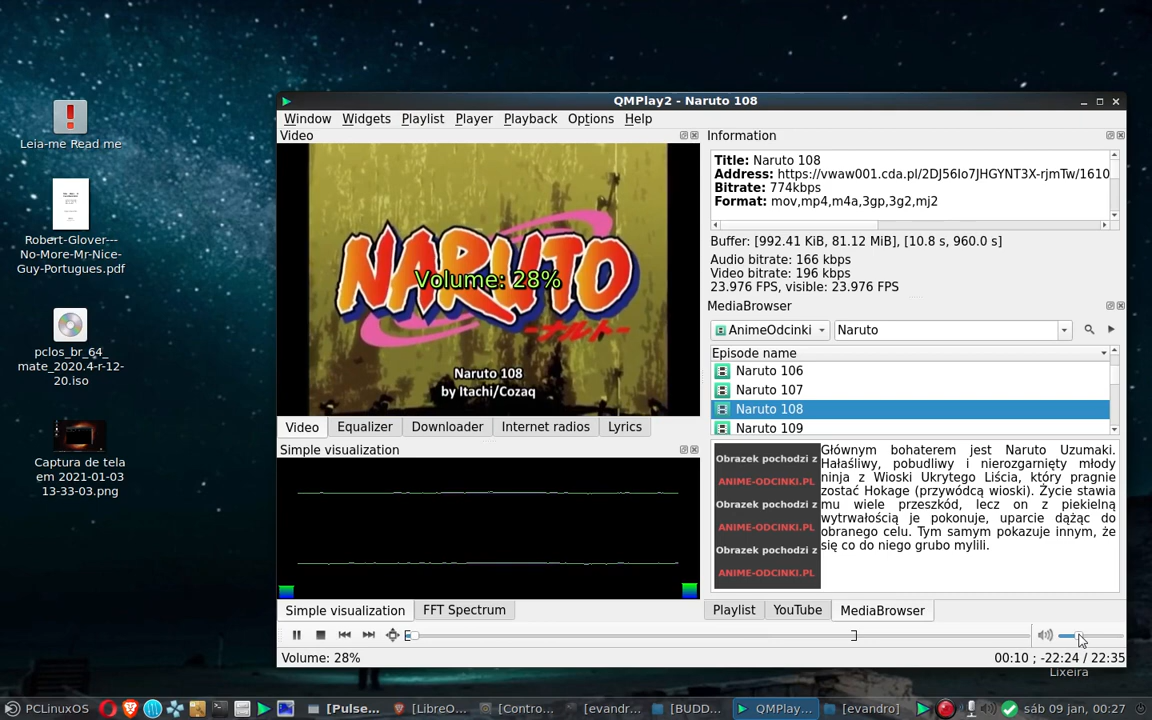 Leia-me Read me
Robert-Glover---
No-More-Mr-Nice-
Guy-Portugues.pdf
pclos_br_64_
mate_2020.4-r-12-
20.iso
Captura de tela
em 2021-01-03
13-33-03.png
QMPlay2 - Naruto 108
Window Widgets Playlist Player Playback Options Help
Video
NARUTO
Volume: 28%
-ナルト-
Naruto 108
by Itachi/Cozaq
Video Equalizer Downloader Internet radios Lyrics
Simple visualization
Simple visualization FFT Spectrum
Information
Title: Naruto 108
Address: https://vwaw001.cda.pl/2DJ56Io7JHGYNT3X-rjmTw/1610
Bitrate: 774kbps
Format: mov,mp4,m4a,3gp,3g2,mj2
Buffer: [992.41 KiB, 81.12 MiB], [10.8 s, 960.0 s]
Audio bitrate: 166 kbps
Video bitrate: 196 kbps
23.976 FPS, visible: 23.976 FPS
MediaBrowser
AnimeOdcinki Naruto
Episode name
Naruto 106
Naruto 107
Naruto 108
Naruto 109
Obrazek pochodzi z
ANIME-ODCINKI.PL
Obrazek pochodzi z
ANIME-ODCINKI.PL
Obrazek pochodzi z
ANIME-ODCINKI.PL
Głównym bohaterem jest Naruto Uzumaki.
Hałaśliwy, pobudliwy i nierozgarnięty młody
ninja z Wioski Ukrytego Liścia, który pragnie
zostać Hokage (przywódcą wioski). Życie stawia
mu wiele przeszkód, lecz on z piekielną
wytrwałością je pokonuje, uparcie dążąc do
obranego celu. Tym samym pokazuje innym, że
się co do niego grubo mylili.
Playlist YouTube MediaBrowser
Volume: 28%
00:10 ; -22:24 / 22:35
Lixeira
PCLinuxOS
[Pulse...
[LibreO...
[Contro...
[evandr...
[BUDD...
QMPlay...
[evandro]
sáb 09 jan, 00:27